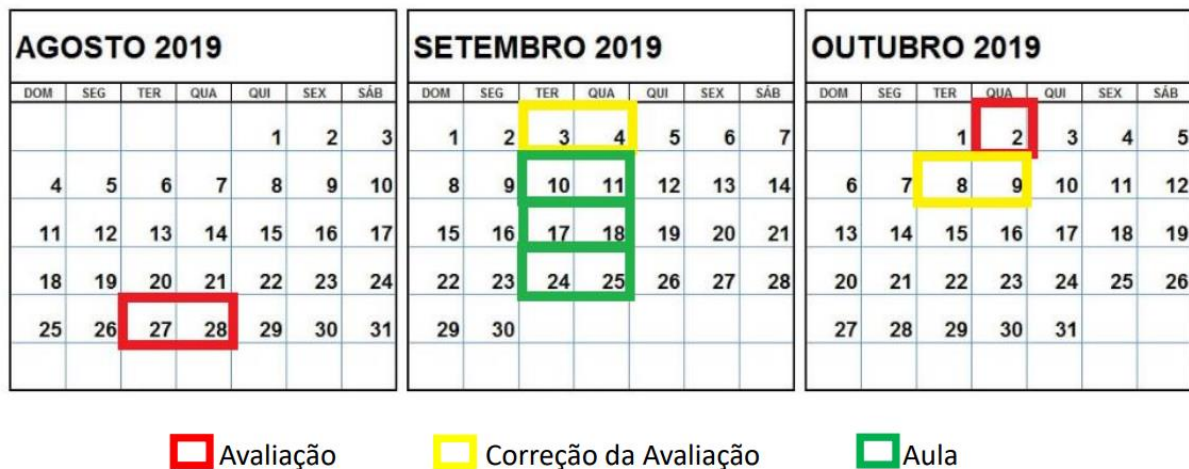 AGOSTO 2019
DOM SEG TER QUA QUI SEX SÁB
1 2 3
4 5 6 7 8 9 10
11 12 13 14 15 16 17
18 19 20 21 22 23 24
25 26 27 28 29 30 31
SETEMBRO 2019
DOM SEG TER QUA QUI SEX SÁB
1 2 3 4 5 6 7
8 9 10 11 12 13 14
15 16 17 18 19 20 21
22 23 24 25 26 27 28
29 30
OUTUBRO 2019
DOM SEG TER QUA QUI SEX SÁB
1 2 3 4 5
6 7 8 9 10 11 12
13 14 15 16 17 18 19
20 21 22 23 24 25 26
27 28 29 30 31
Avaliação Correção da Avaliação Aula